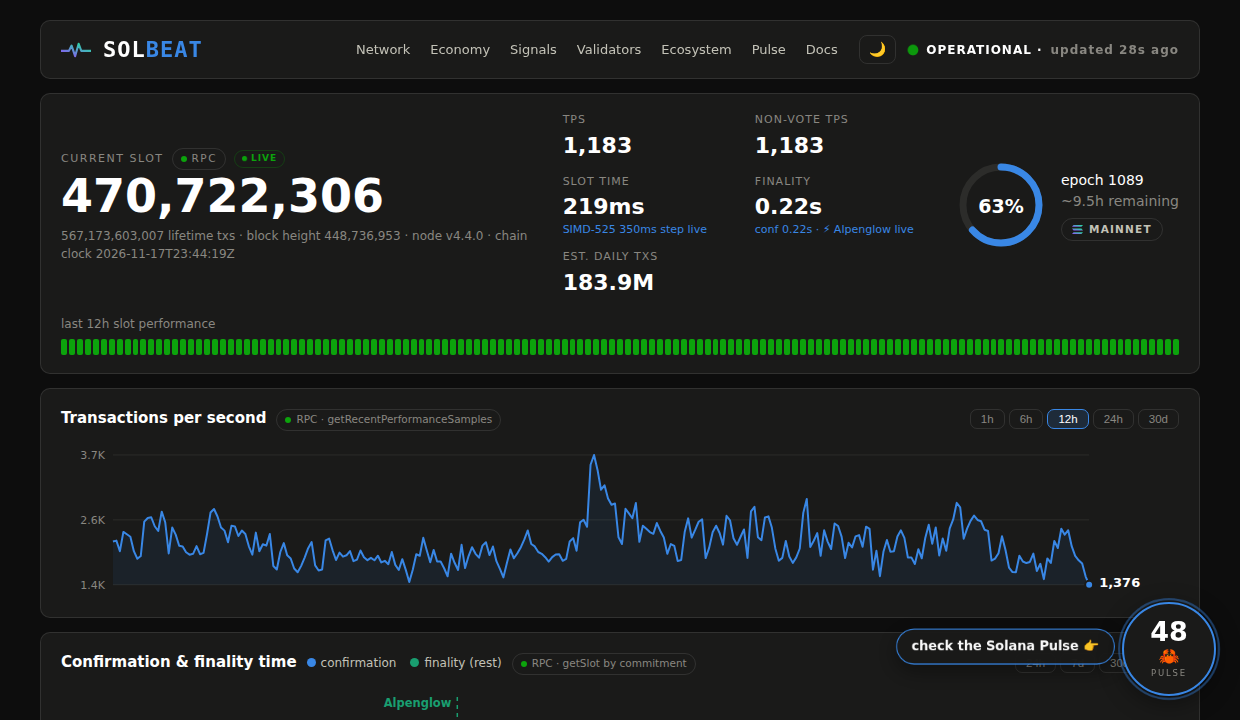 SOLBEAT
Network Economy Signals Validators Ecosystem Pulse Docs
OPERATIONAL · updated 28s ago
CURRENT SLOT RPC LIVE
470,722,306
567,173,603,007 lifetime txs · block height 448,736,953 · node v4.4.0 · chain
clock 2026-11-17T23:44:19Z
TPS
1,183
NON-VOTE TPS
1,183
SLOT TIME
219ms
SIMD-525 350ms step live
FINALITY
0.22s
conf 0.22s · ⚡ Alpenglow live
EST. DAILY TXS
183.9M
63%
epoch 1089
~9.5h remaining
MAINNET
last 12h slot performance
Transactions per second RPC · getRecentPerformanceSamples
1h 6h 12h 24h 30d
3.7K
2.6K
1.4K
1,376
check the Solana Pulse 👉
48
🦀
PULSE
Confirmation & finality time confirmation finality (rest) RPC · getSlot by commitment
Alpenglow